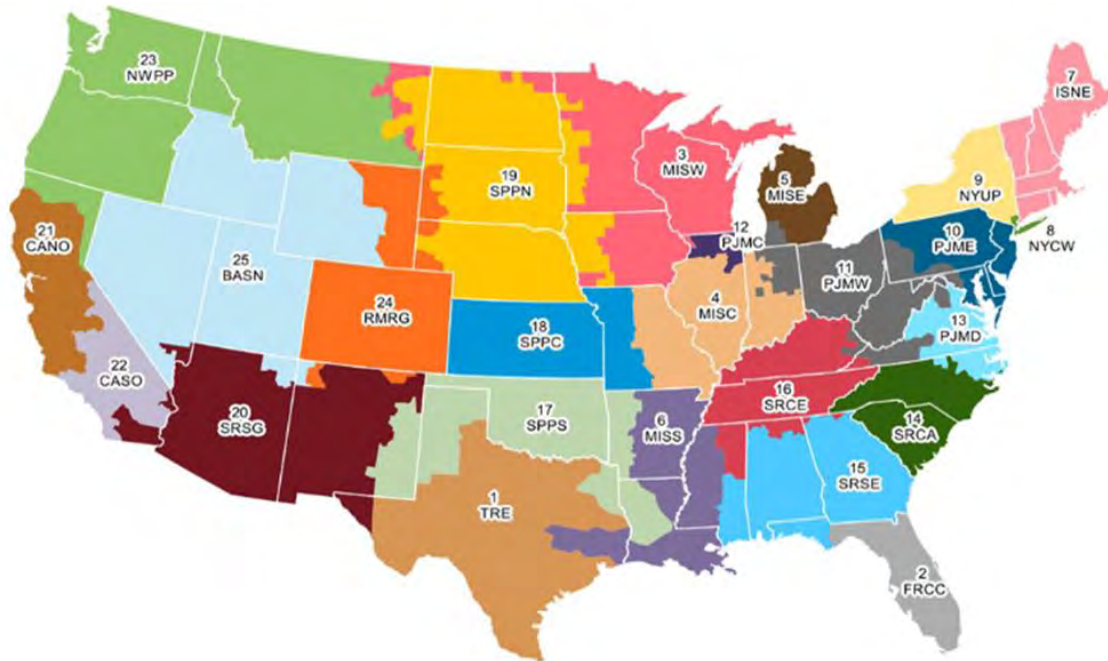 23
NWPP
7
ISNE
3
MISW
19
SPPN
5
MISE
9
NYUP
21
CANO
12
PJMC
8
NYCW
10
PJME
25
BASN
11
PJMW
24
RMRG
4
MISC
13
PJMD
18
SPPC
22
CASO
16
SRCE
20
SRSG
17
SPPS
6
MISS
14
SRCA
15
SRSE
1
TRE
2
FRCC